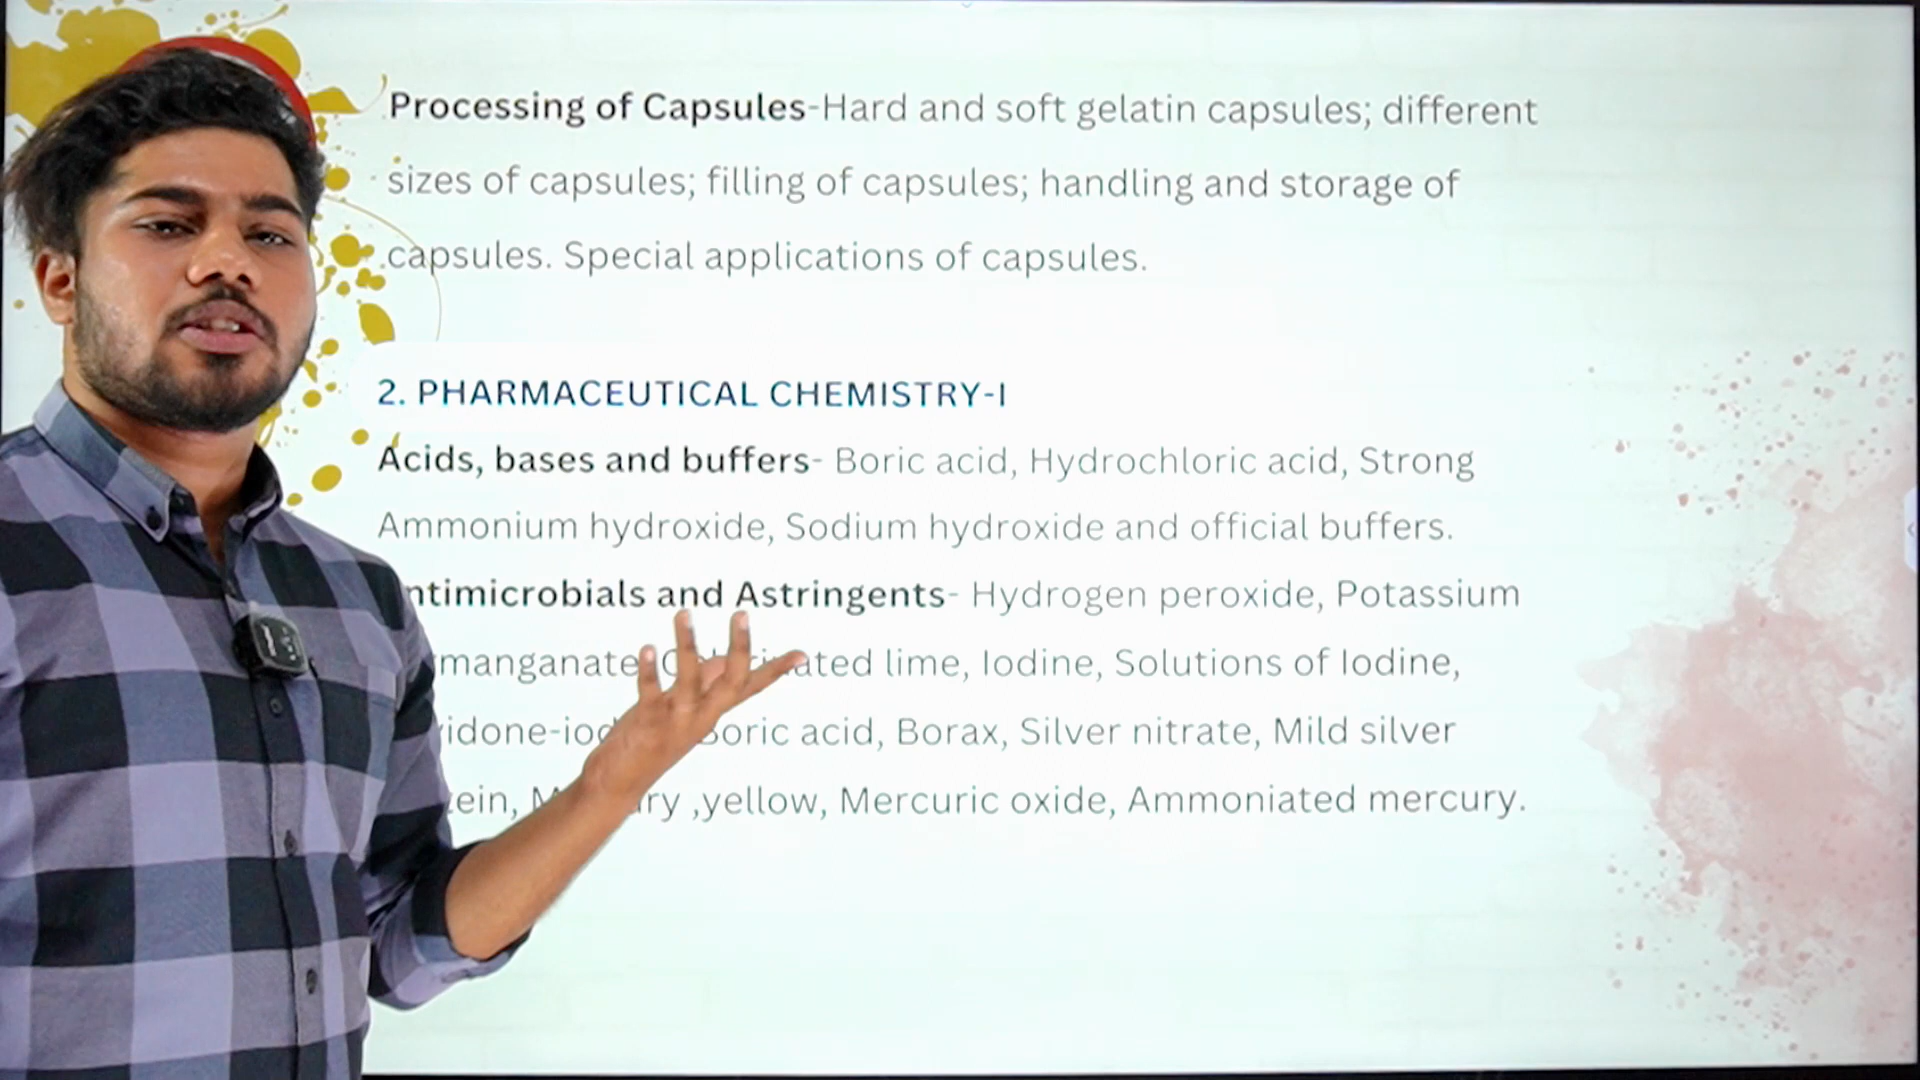 Processing of Capsules-Hard and soft gelatin capsules; different
sizes of capsules; filling of capsules; handling and storage of
capsules. Special applications of capsules.
2. PHARMACEUTICAL CHEMISTRY-I
Acids, bases and buffers- Boric acid, Hydrochloric acid, Strong
Ammonium hydroxide, Sodium hydroxide and official buffers.
and Astringents- Hydrogen peroxide, Potassium
lime, Iodine, Solutions of Iodine,
acid, Borax, Silver nitrate, Mild silver
,yellow, Mercuric oxide, Ammoniated mercury.